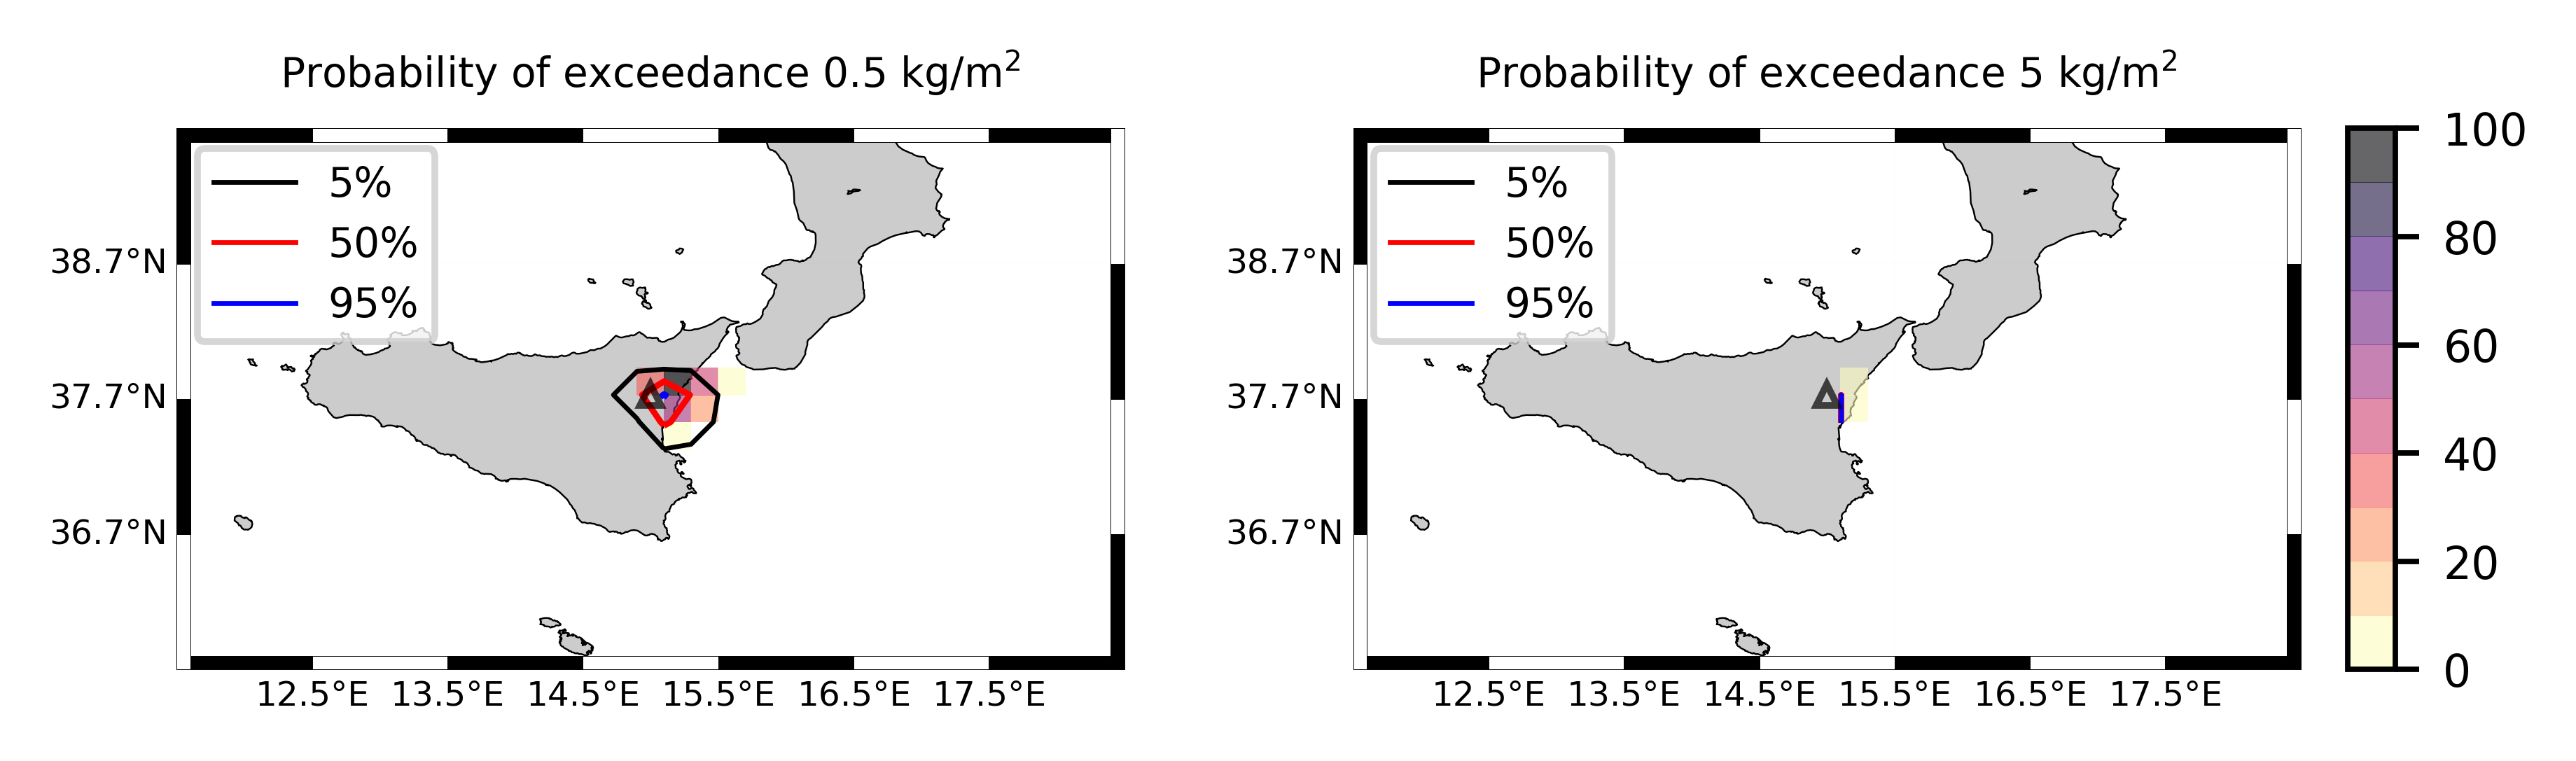 Probability of exceedance 0.5 kg/m²
5%
50%
95%
38.7°N
37.7°N
36.7°N
12.5°E 13.5°E 14.5°E 15.5°E 16.5°E 17.5°E
Probability of exceedance 5 kg/m²
5%
50%
95%
38.7°N
37.7°N
36.7°N
12.5°E 13.5°E 14.5°E 15.5°E 16.5°E 17.5°E
100
80
60
40
20
0